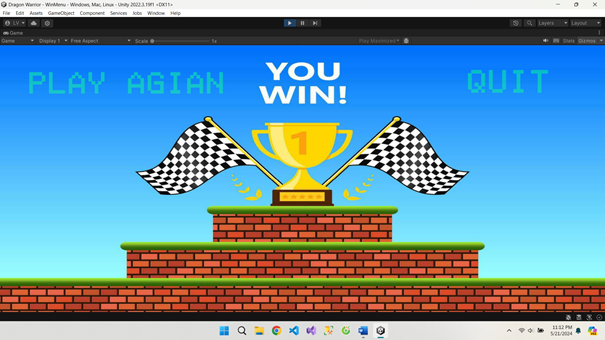 Dragon Warrior - WinMenu - Windows, Mac, Linux - Unity 2022.3.19f1 <DX11>
File Edit Assets GameObject Component Services Jobs Window Help
Layers Layout
Game
Game Display 1 Free Aspect Scale 1x Play Maximized Stats Gizmos
PLAY AGIAN
YOU
WIN!
QUIT
1
11:12 PM
5/21/2024